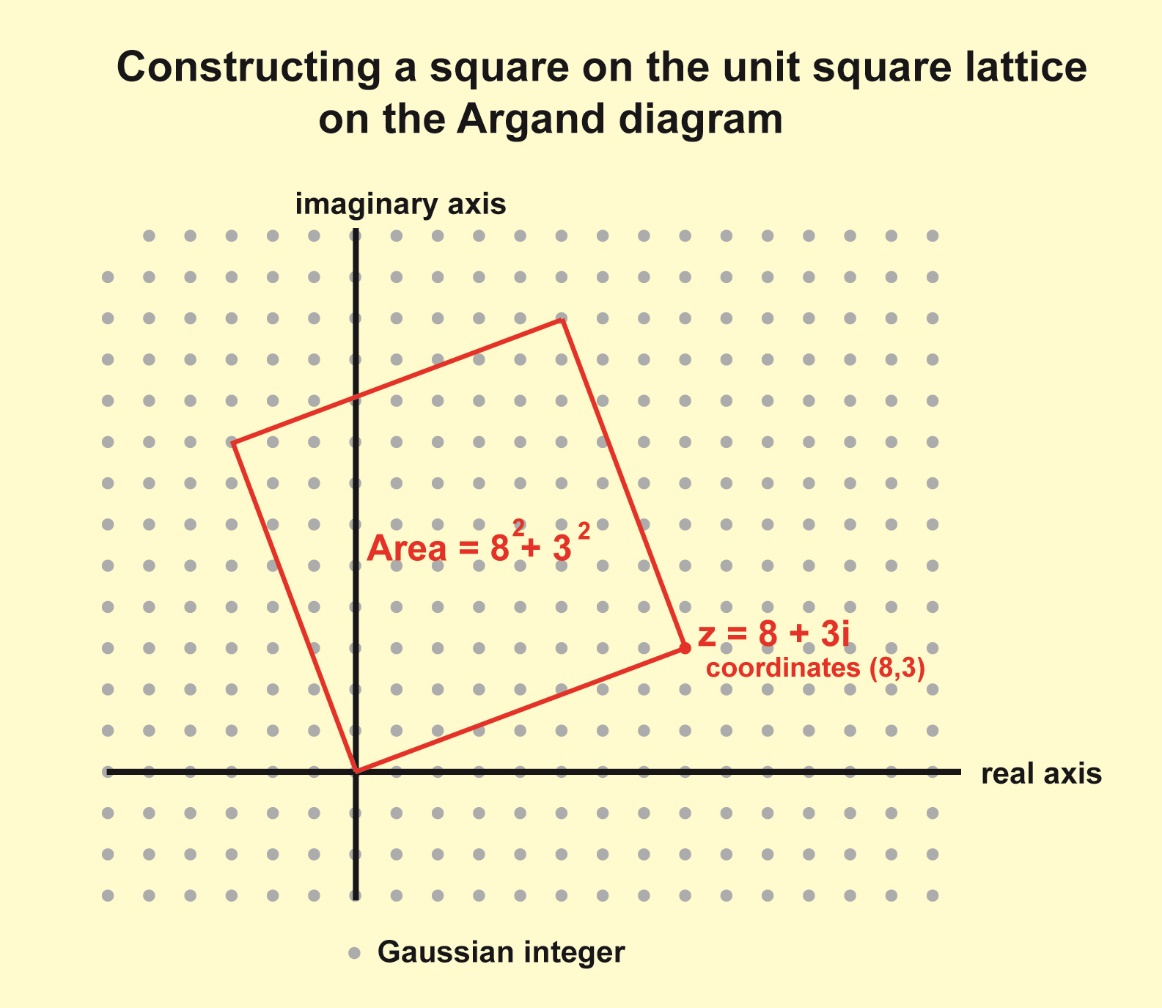 Constructing a square on the unit square lattice
on the Argand diagram
imaginary axis
Area = 8² + 3²
z = 8 + 3i
coordinates (8,3)
real axis
Gaussian integer